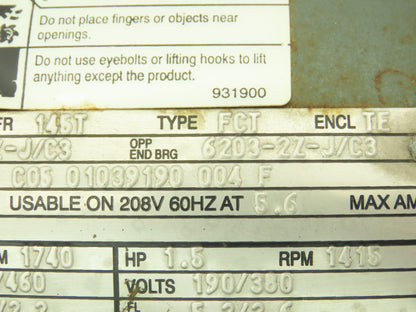 Do not place fingers or objects near
openings.
Do not use eyebolts or lifting hooks to lift
anything except the product.
931900
FR 145T TYPE FCT ENCL TE
Z-J/C3 OPP END BRG 6203-2Z-J/C3
C05 01039190 004 F
USABLE ON 208V 60HZ AT 5.6 MAX AM
M 1740 HP 1.5 RPM 1415
/460 VOLTS 190/380
FL